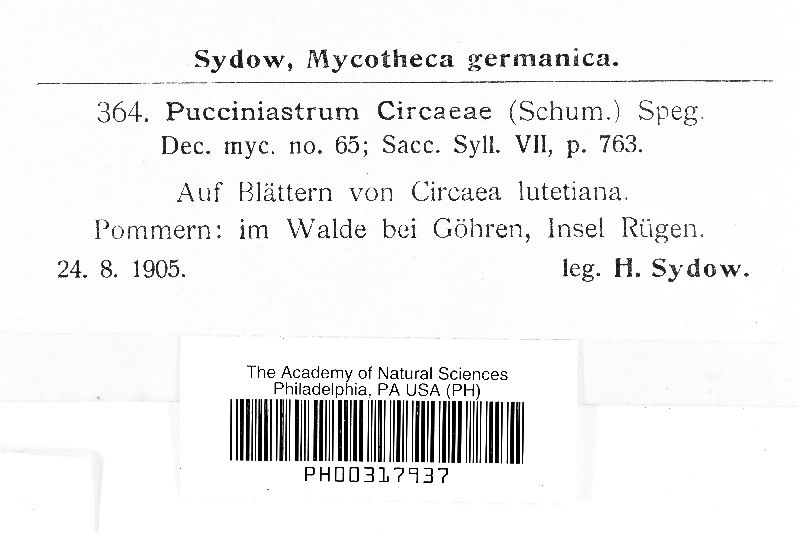 Sydow, Mycotheca germanica.
364. Pucciniastrum Circaeae (Schum.) Speg.
Dec. myc. no. 65; Sacc. Syll. VII, p. 763.
Auf Blättern von Circaea lutetiana.
Pommern: im Walde bei Göhren, Insel Rügen.
24. 8. 1905. leg. H. Sydow.
The Academy of Natural Sciences
Philadelphia, PA USA (PH)
PH00317937